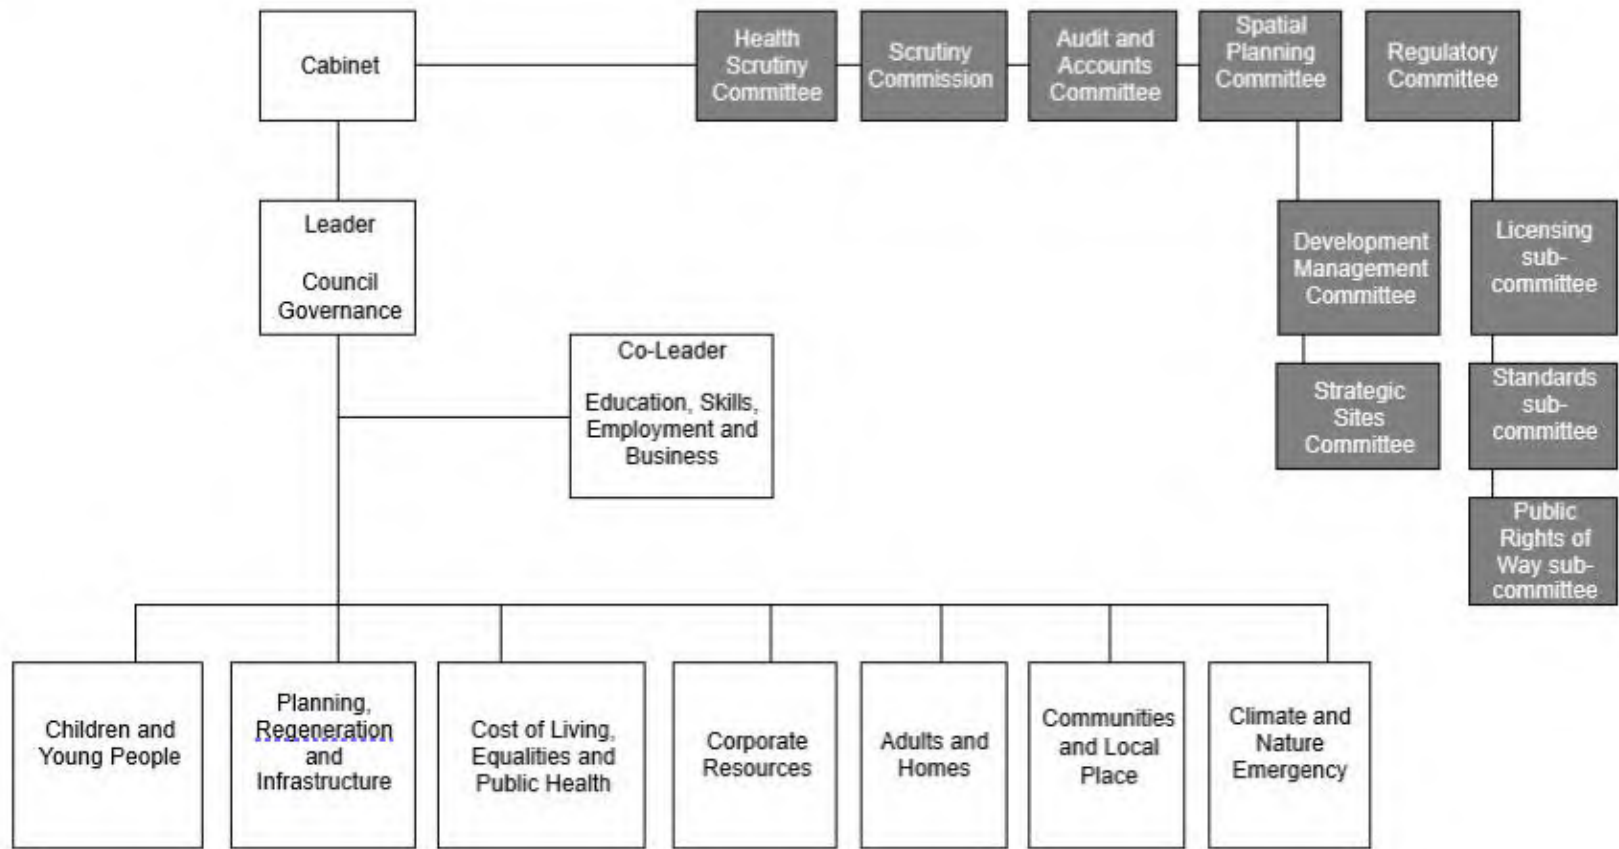 Cabinet
Health
Scrutiny
Committee
Scrutiny
Commission
Audit and
Accounts
Committee
Spatial
Planning
Committee
Regulatory
Committee
Leader
Council
Governance
Development
Management
Committee
Licensing
sub-
committee
Co-Leader
Education, Skills,
Employment and
Business
Strategic
Sites
Committee
Standards
sub-
committee
Public
Rights of
Way sub-
committee
Children and
Young People
Planning,
Regeneration
and
Infrastructure
Cost of Living,
Equalities and
Public Health
Corporate
Resources
Adults and
Homes
Communities
and Local
Place
Climate and
Nature
Emergency